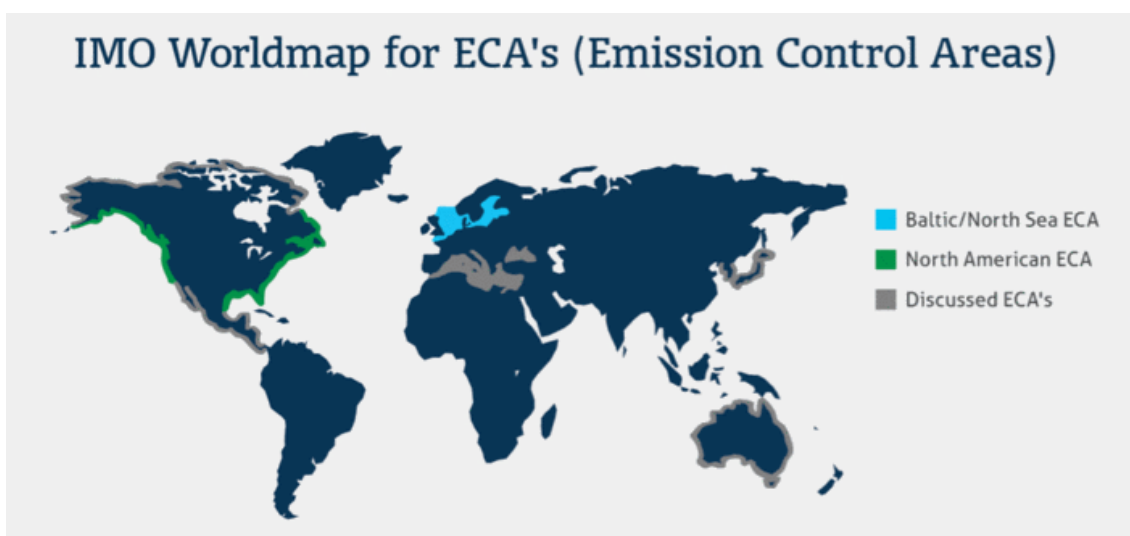 IMO Worldmap for ECA's (Emission Control Areas)
Baltic/North Sea ECA
North American ECA
Discussed ECA's